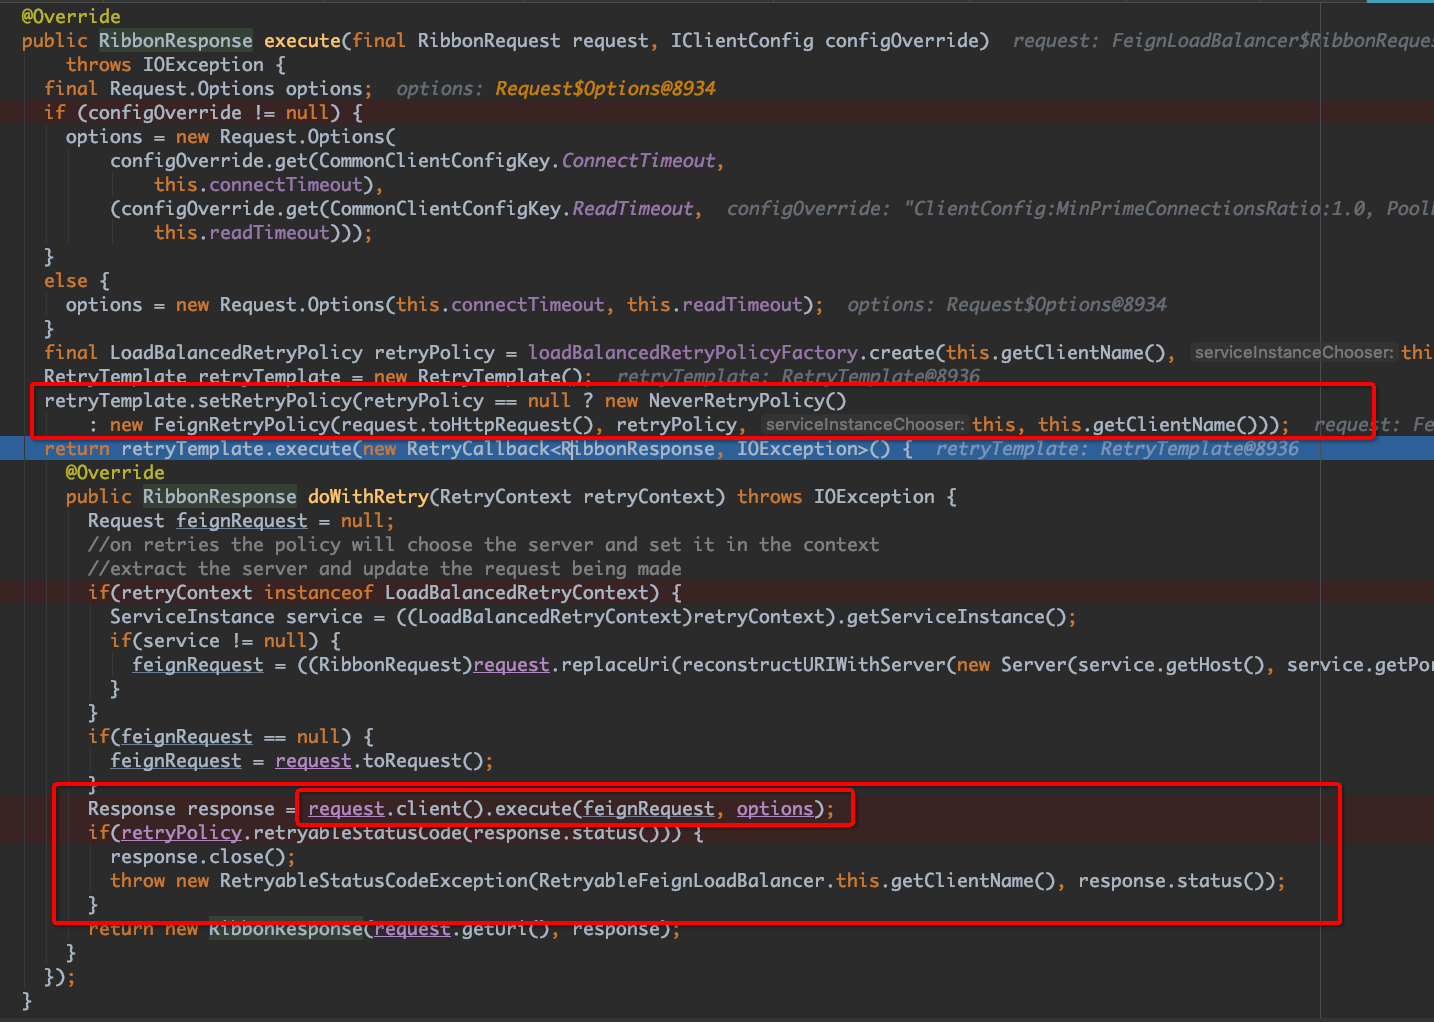 @Override
public RibbonResponse execute(final RibbonRequest request, IClientConfig configOverride)  request: FeignLoadBalancer$RibbonReques
    throws IOException {
  final Request.Options options;  options: Request$Options@8934
  if (configOverride != null) {
    options = new Request.Options(
        configOverride.get(CommonClientConfigKey.ConnectTimeout,
            this.connectTimeout),
        (configOverride.get(CommonClientConfigKey.ReadTimeout,  configOverride: "ClientConfig:MinPrimeConnectionsRatio:1.0, Pool
            this.readTimeout)));
  }
  else {
    options = new Request.Options(this.connectTimeout, this.readTimeout);  options: Request$Options@8934
  }
  final LoadBalancedRetryPolicy retryPolicy = loadBalancedRetryPolicyFactory.create(this.getClientName(), serviceInstanceChooser: thi
  RetryTemplate retryTemplate = new RetryTemplate();  retryTemplate: RetryTemplate@8936
  retryTemplate.setRetryPolicy(retryPolicy == null ? new NeverRetryPolicy()
      : new FeignRetryPolicy(request.toHttpRequest(), retryPolicy, serviceInstanceChooser: this, this.getClientName()));  request: Fe
  return retryTemplate.execute(new RetryCallback<RibbonResponse, IOException>() {  retryTemplate: RetryTemplate@8936
    @Override
    public RibbonResponse doWithRetry(RetryContext retryContext) throws IOException {
      Request feignRequest = null;
      //on retries the policy will choose the server and set it in the context
      //extract the server and update the request being made
      if(retryContext instanceof LoadBalancedRetryContext) {
        ServiceInstance service = ((LoadBalancedRetryContext)retryContext).getServiceInstance();
        if(service != null) {
          feignRequest = ((RibbonRequest)request.replaceUri(reconstructURIWithServer(new Server(service.getHost(), service.getPo
        }
      }
      if(feignRequest == null) {
        feignRequest = request.toRequest();
      }
      Response response = request.client().execute(feignRequest, options);
      if(retryPolicy.retryableStatusCode(response.status())) {
        response.close();
        throw new RetryableStatusCodeException(RetryableFeignLoadBalancer.this.getClientName(), response.status());
      }
      return new RibbonResponse(request.getUri(), response);
    }
  });
}